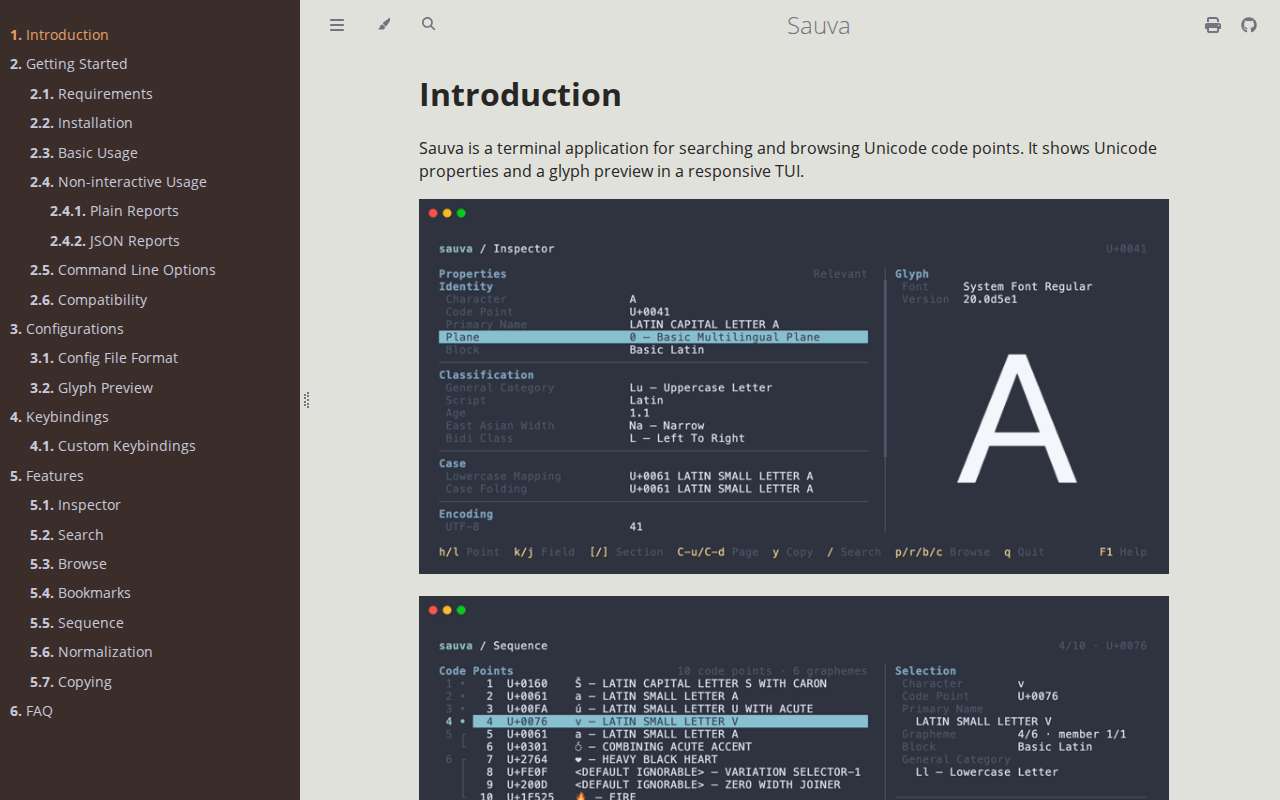 1. Introduction
2. Getting Started
2.1. Requirements
2.2. Installation
2.3. Basic Usage
2.4. Non-interactive Usage
2.4.1. Plain Reports
2.4.2. JSON Reports
2.5. Command Line Options
2.6. Compatibility
3. Configurations
3.1. Config File Format
3.2. Glyph Preview
4. Keybindings
4.1. Custom Keybindings
5. Features
5.1. Inspector
5.2. Search
5.3. Browse
5.4. Bookmarks
5.5. Sequence
5.6. Normalization
5.7. Copying
6. FAQ
Sauva
Introduction
Sauva is a terminal application for searching and browsing Unicode code points. It shows Unicode
properties and a glyph preview in a responsive TUI.
sauva / Inspector U+0041
Properties Relevant
Identity
Character A
Code Point U+0041
Primary Name LATIN CAPITAL LETTER A
Plane 0 – Basic Multilingual Plane
Block Basic Latin
Classification
General Category Lu – Uppercase Letter
Script Latin
Age 1.1
East Asian Width Na – Narrow
Bidi Class L – Left To Right
Case
Lowercase Mapping U+0061 LATIN SMALL LETTER A
Case Folding U+0061 LATIN SMALL LETTER A
Encoding
UTF-8 41
Glyph
Font System Font Regular
Version 20.0d5e1
A
h/l Point k/j Field [/] Section C-u/C-d Page y Copy / Search p/r/b/c Browse q Quit F1 Help
sauva / Sequence 4/10 · U+0076
Code Points 10 code points · 6 graphemes
1 • 1 U+0160 Š – LATIN CAPITAL LETTER S WITH CARON
2 • 2 U+0061 a – LATIN SMALL LETTER A
3 • 3 U+00FA ú – LATIN SMALL LETTER U WITH ACUTE
4 • 4 U+0076 v – LATIN SMALL LETTER V
5 5 U+0061 a – LATIN SMALL LETTER A
6 U+0301 ◌́ – COMBINING ACUTE ACCENT
6 7 U+2764 ❤ – HEAVY BLACK HEART
8 U+FE0F <DEFAULT IGNORABLE> – VARIATION SELECTOR-1
9 U+200D <DEFAULT IGNORABLE> – ZERO WIDTH JOINER
10 U+1F525 🔥 – FIRE
Selection
Character v
Code Point U+0076
Primary Name
LATIN SMALL LETTER V
Grapheme 4/6 · member 1/1
Block Basic Latin
General Category
Ll – Lowercase Letter